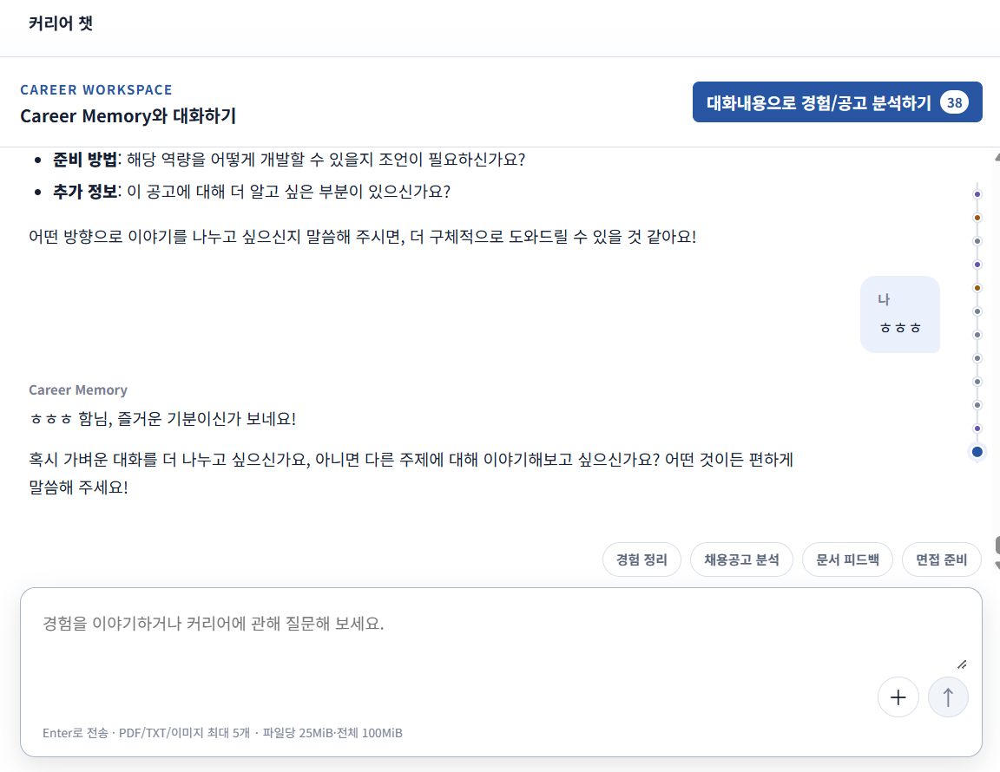 커리어 챗
CAREER WORKSPACE
Career Memory와 대화하기
대화내용으로 경험/공고 분석하기 38
• 준비 방법: 해당 역량을 어떻게 개발할 수 있을지 조언이 필요하신가요?
• 추가 정보: 이 공고에 대해 더 알고 싶은 부분이 있으신가요?
어떤 방향으로 이야기를 나누고 싶으신지 말씀해 주시면, 더 구체적으로 도와드릴 수 있을 것 같아요!
나
ㅎㅎㅎ
Career Memory
ㅎㅎㅎ 함님, 즐거운 기분이신가 보네요!
혹시 가벼운 대화를 더 나누고 싶으신가요, 아니면 다른 주제에 대해 이야기해보고 싶으신가요? 어떤 것이든 편하게
말씀해 주세요!
경험 정리 채용공고 분석 문서 피드백 면접 준비
경험을 이야기하거나 커리어에 관해 질문해 보세요.
Enter로 전송 · PDF/TXT/이미지 최대 5개 · 파일당 25MiB·전체 100MiB